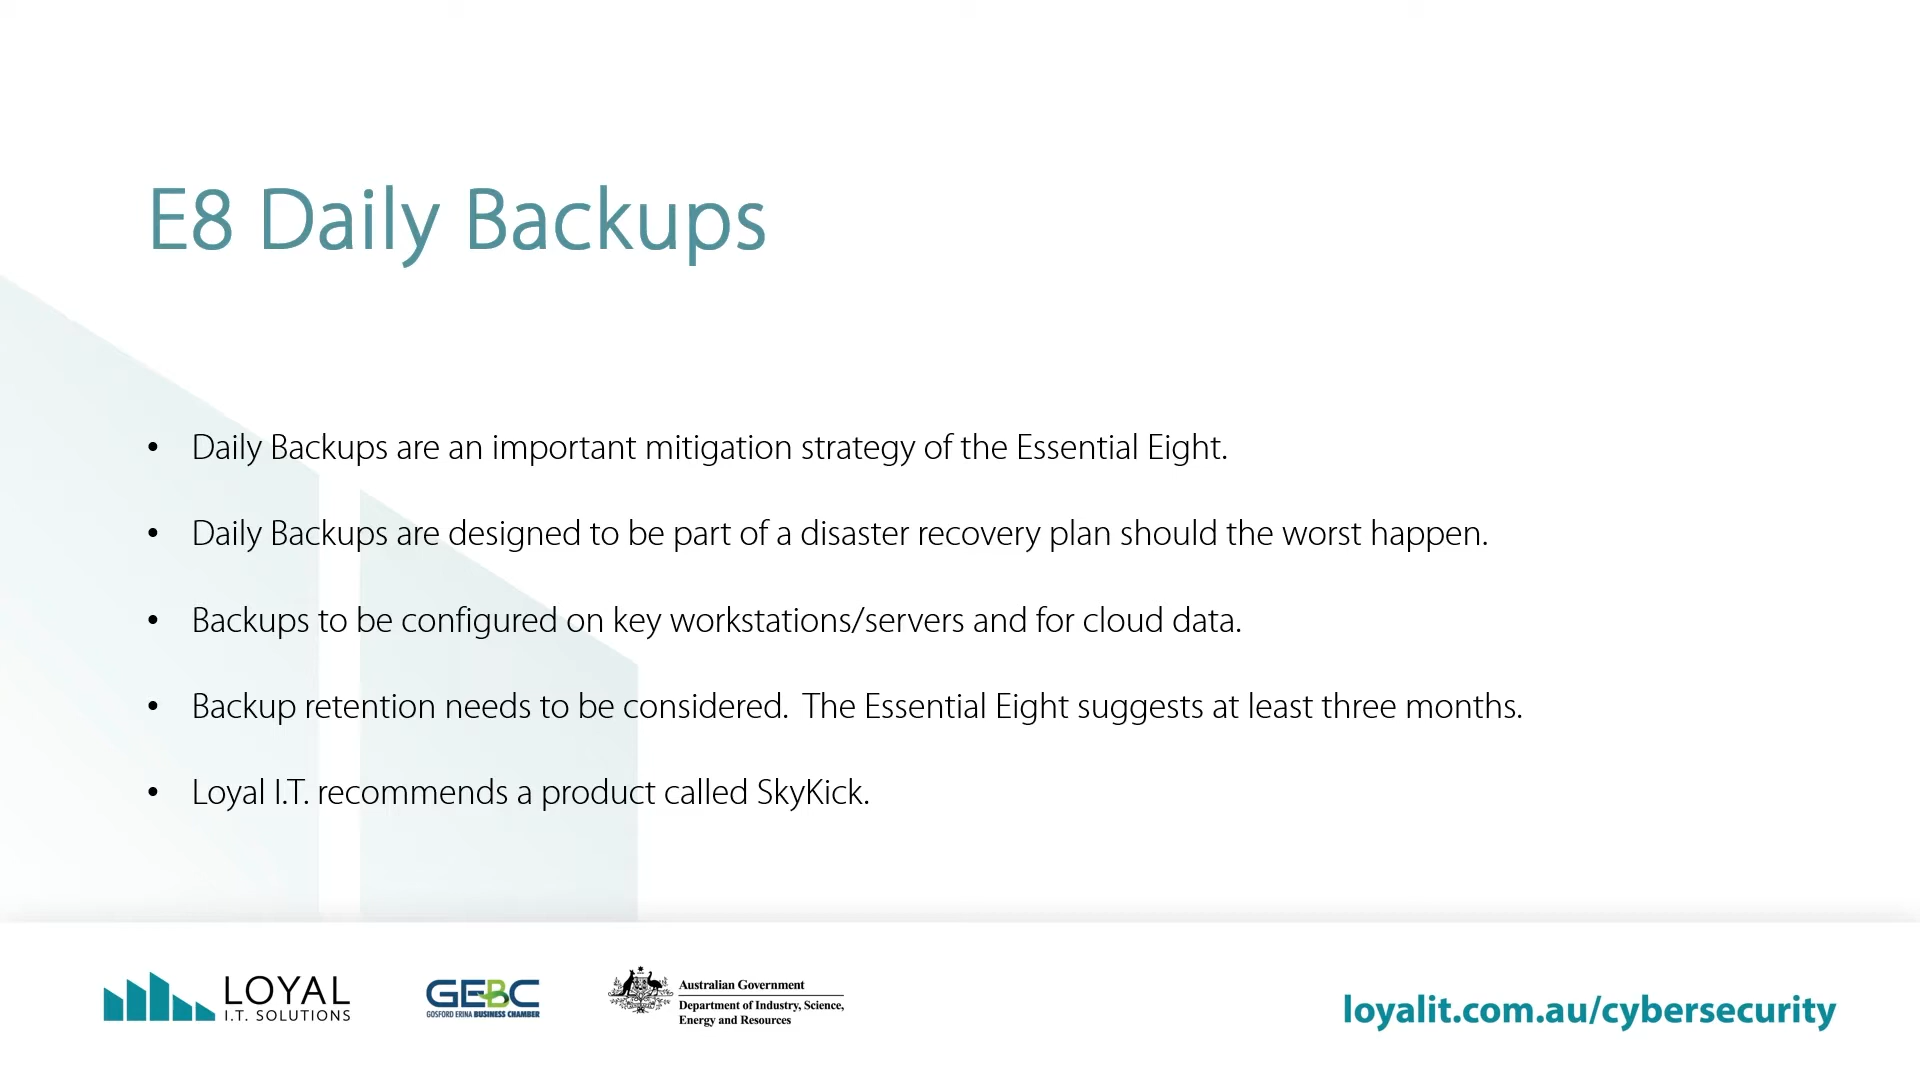 E8 Daily Backups
• Daily Backups are an important mitigation strategy of the Essential Eight.
• Daily Backups are designed to be part of a disaster recovery plan should the worst happen.
• Backups to be configured on key workstations/servers and for cloud data.
• Backup retention needs to be considered.  The Essential Eight suggests at least three months.
• Loyal I.T. recommends a product called SkyKick.
LOYAL
I.T. SOLUTIONS
GEBC
GOSFORD ERINA BUSINESS CHAMBER
Australian Government
Department of Industry, Science,
Energy and Resources
loyalit.com.au/cybersecurity